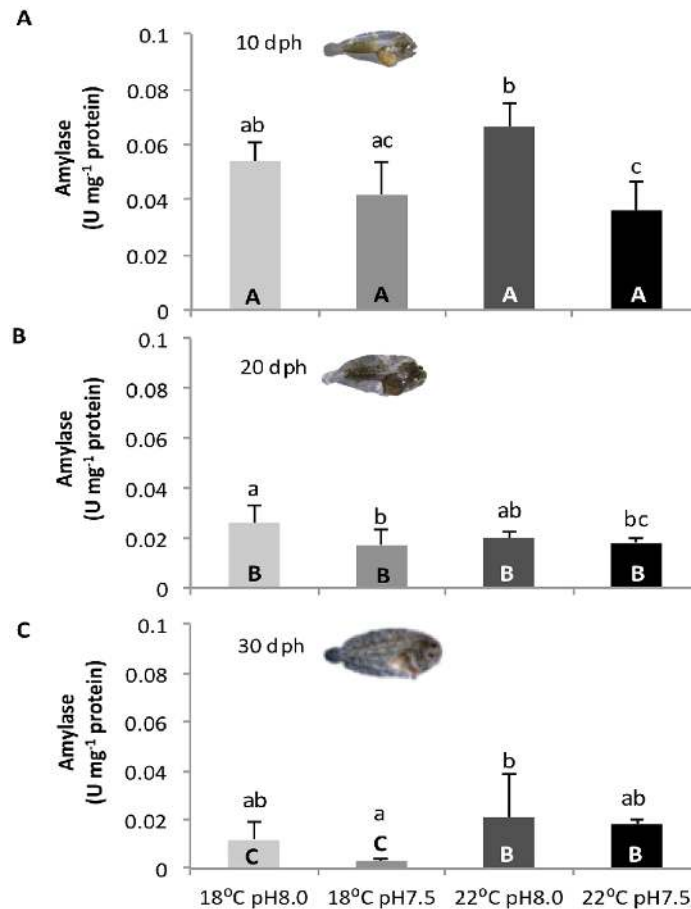 A
0.1
10 dph
0.08
0.06
0.04
0.02
0
Amylase
(U mg⁻¹ protein)
ab
ac
b
c
A
A
A
A
B
0.1
20 dph
0.08
0.06
0.04
0.02
0
Amylase
(U mg⁻¹ protein)
a
b
ab
bc
B
B
B
B
C
0.1
30 dph
0.08
0.06
0.04
0.02
0
Amylase
(U mg⁻¹ protein)
ab
a
b
ab
C
C
B
B
18ºC pH8.0
18ºC pH7.5
22ºC pH8.0
22ºC pH7.5